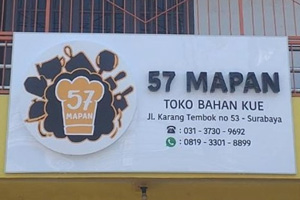 57
MAPAN
57 MAPAN
TOKO BAHAN KUE
Jl. Karang Tembok no 53 - Surabaya
: 031 - 3730 - 9692
: 0819 - 3301 - 8899